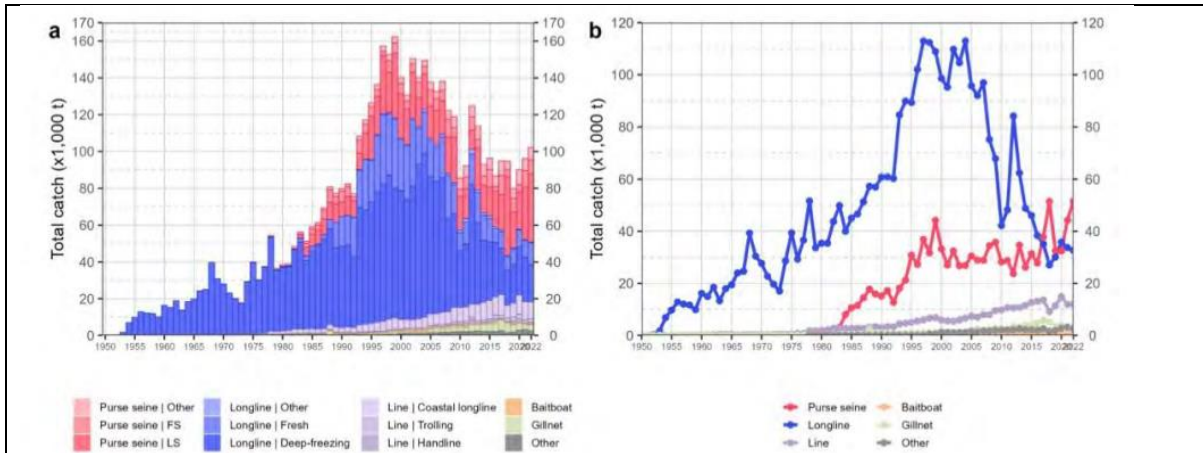 a
b
170 170 120 120
160 160
140 140 100 100
120 120 80 80
100 100
80 80 60 60
60 60 40 40
40 40
20 20 20 20
0 0 0 0
Total catch (x1,000 t)
Total catch (x1,000 t)
1950 1955 1960 1965 1970 1975 1980 1985 1990 1995 2000 2005 2010 2015 2022
1950 1955 1960 1965 1970 1975 1980 1985 1990 1995 2000 2005 2010 2015 2022
Purse seine | Other Longline | Other Line | Coastal longline Baitboat
Purse seine | FS Longline | Fresh Line | Trolling Gillnet
Purse seine | LS Longline | Deep-freezing Line | Handline Other
Purse seine Baitboat
Longline Gillnet
Line Other